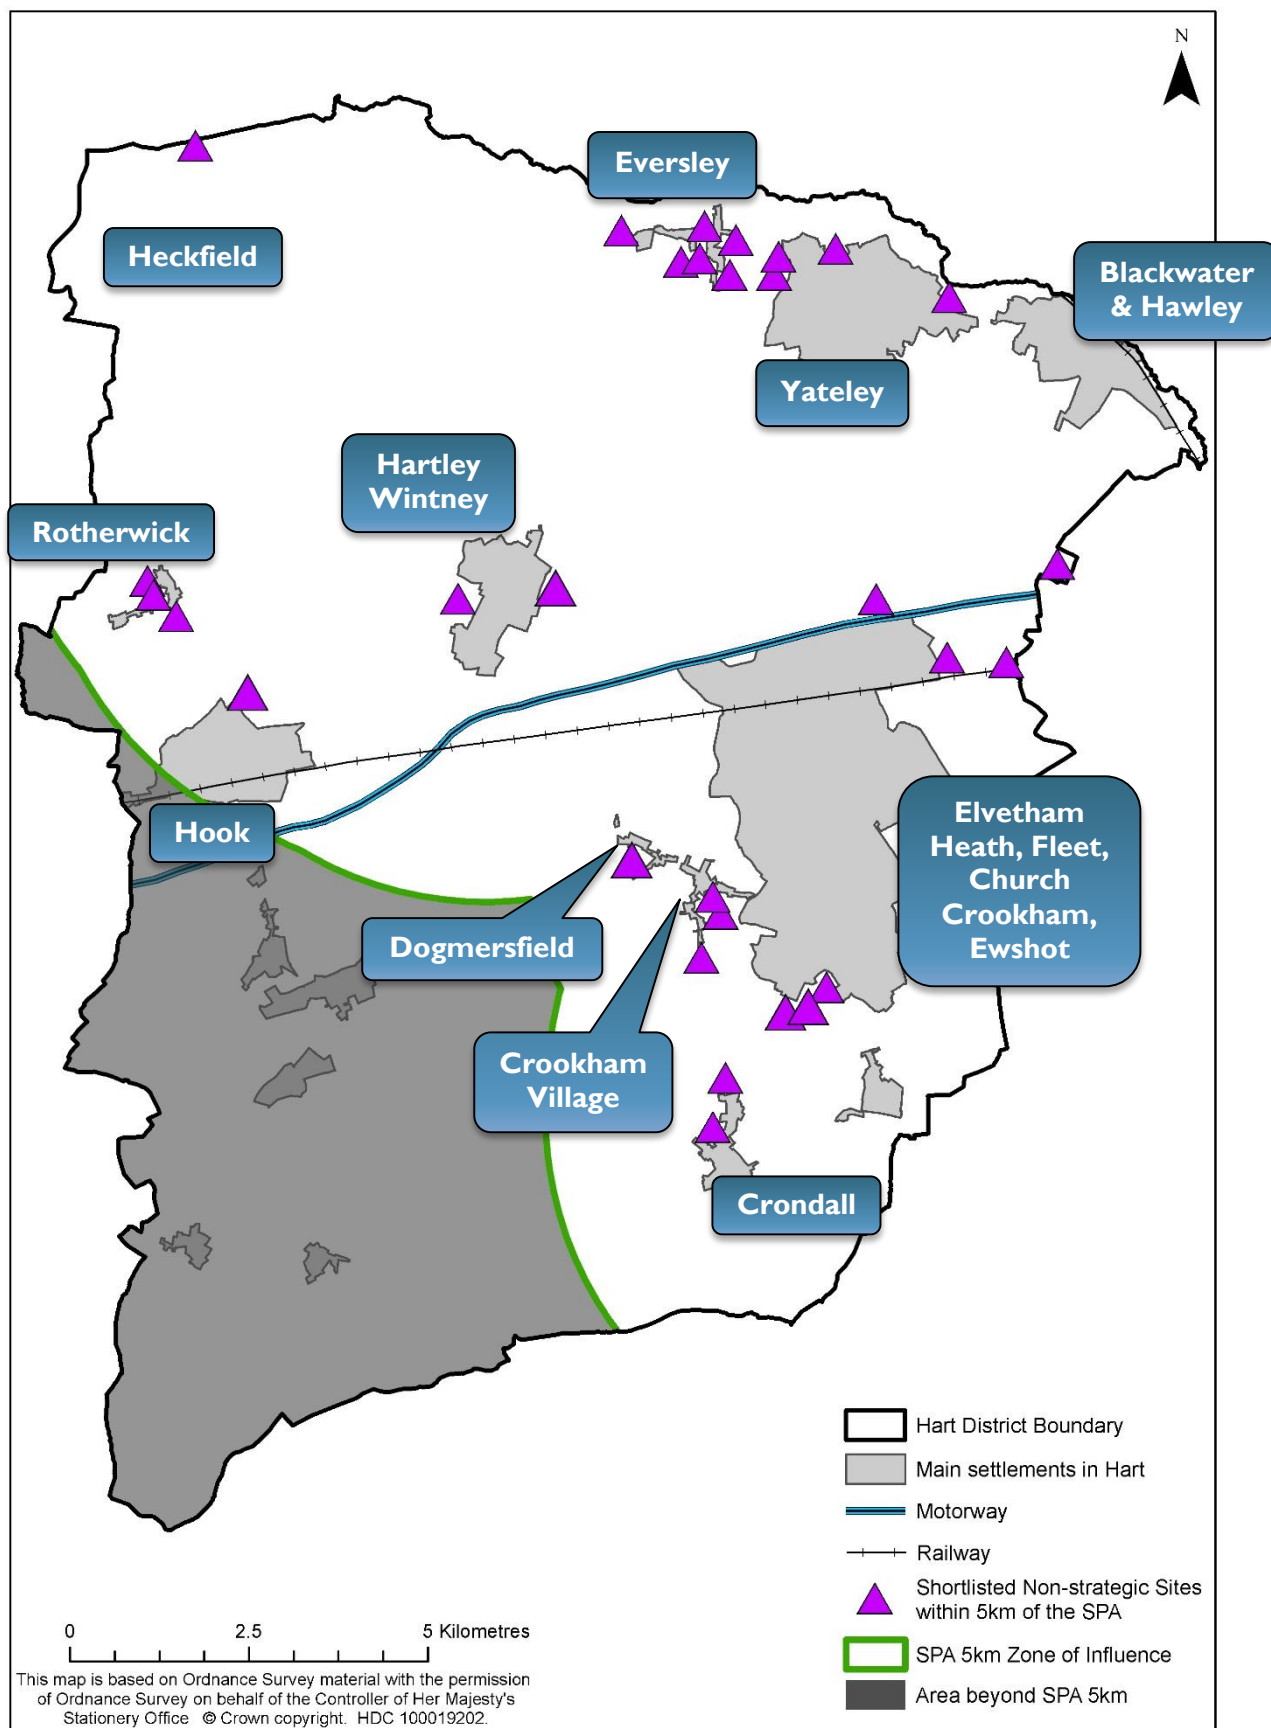 N
Eversley
Heckfield
Blackwater
& Hawley
Yateley
Hartley
Wintney
Rotherwick
Hook
Elvetham
Heath, Fleet,
Church
Crookham,
Ewshot
Dogmersfield
Crookham
Village
Crondall
Hart District Boundary
Main settlements in Hart
Motorway
Railway
Shortlisted Non-strategic Sites
within 5km of the SPA
SPA 5km Zone of Influence
Area beyond SPA 5km
0 2.5 5 Kilometres
This map is based on Ordnance Survey material with the permission
of Ordnance Survey on behalf of the Controller of Her Majesty's
Stationery Office © Crown copyright. HDC 100019202.